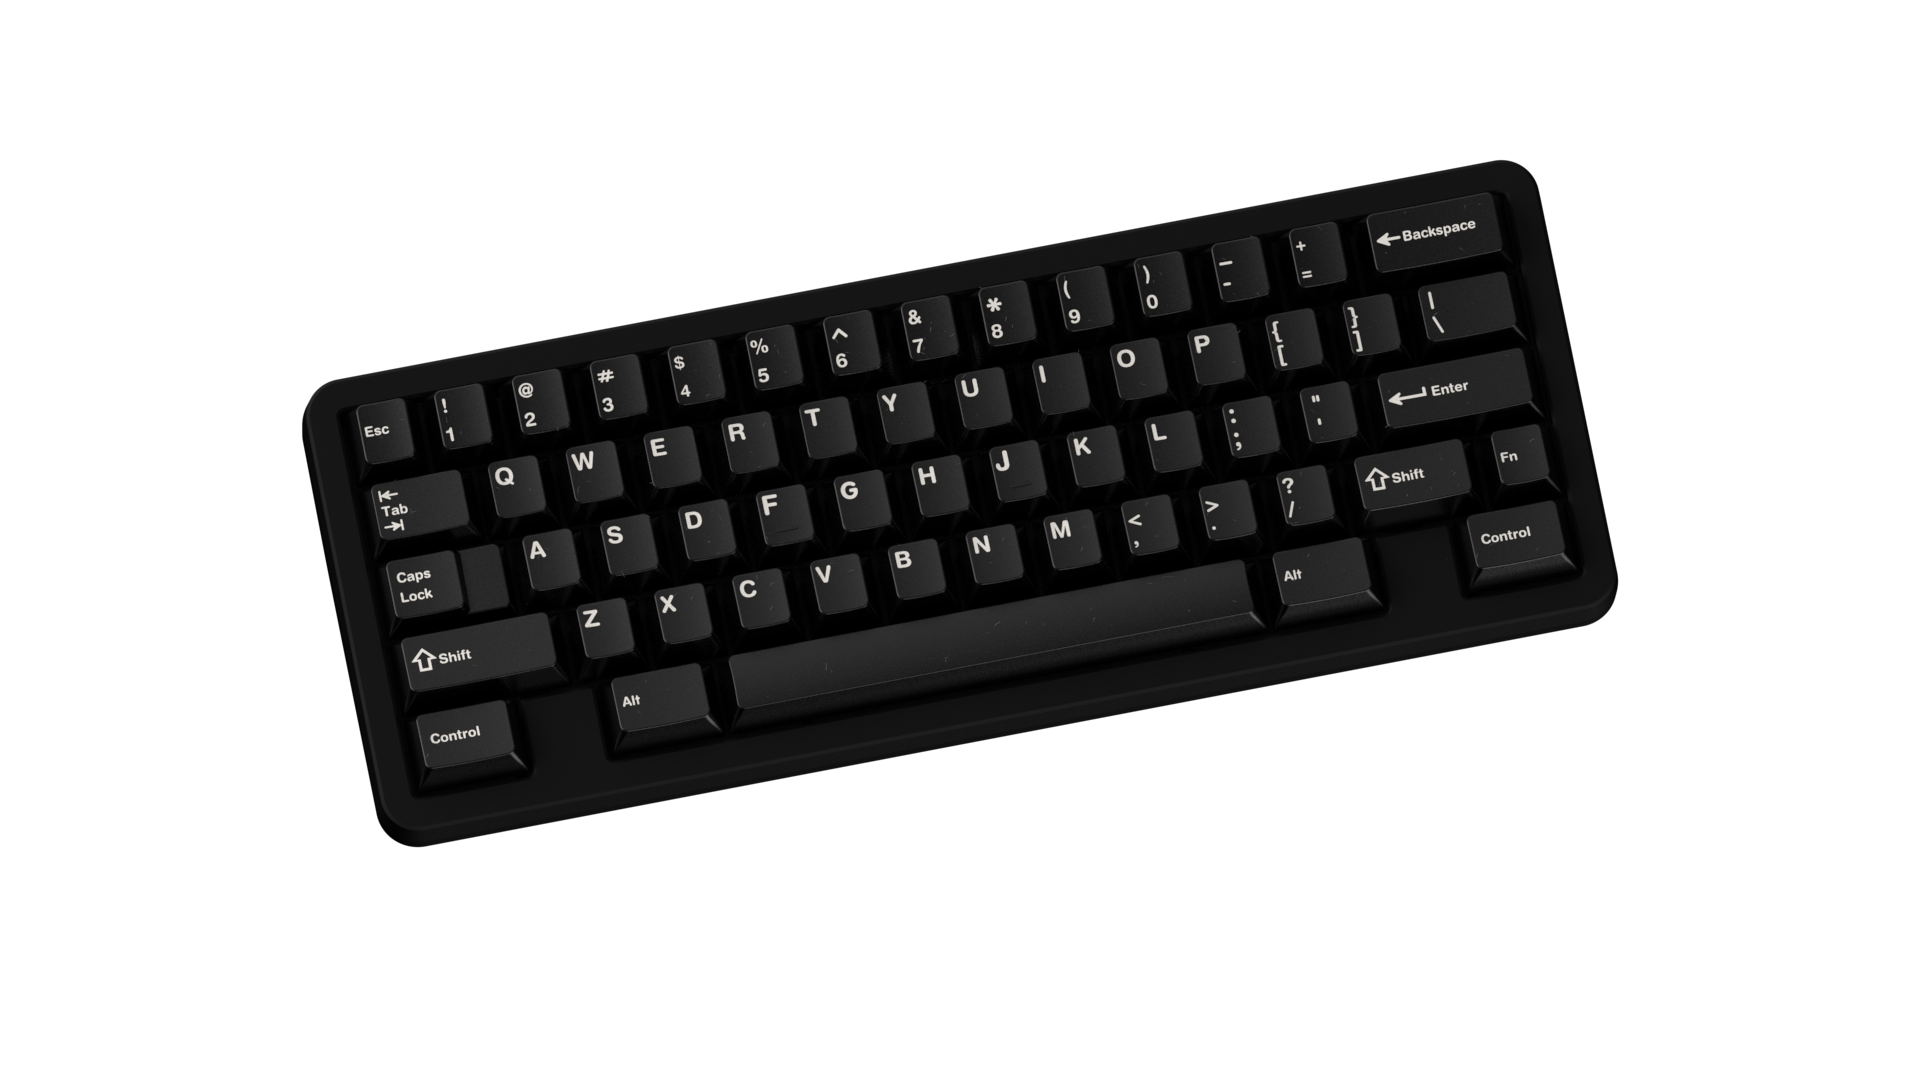 Esc ! 1 @ 2 # 3 $ 4 % 5 ^ 6 & 7 * 8 ( 9 ) 0 _ - + = ←Backspace
⇤ Tab ⇥ Q W E R T Y U I O P { [ } ] | \
Caps Lock A S D F G H J K L : ; " ' ↵ Enter
⇧Shift Z X C V B N M < , > . ? / ⇧Shift Fn
Control Alt Alt Control